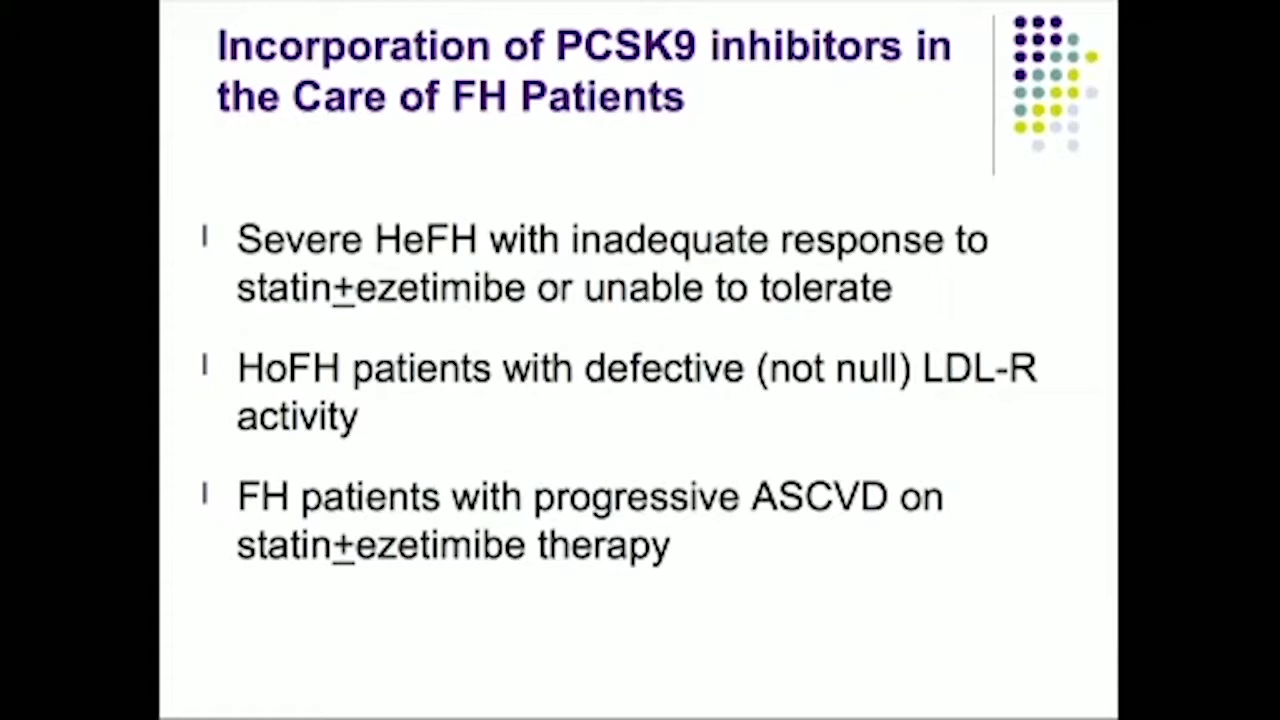 Incorporation of PCSK9 inhibitors in
the Care of FH Patients
Severe HeFH with inadequate response to
statin±ezetimibe or unable to tolerate
HoFH patients with defective (not null) LDL-R
activity
FH patients with progressive ASCVD on
statin±ezetimibe therapy